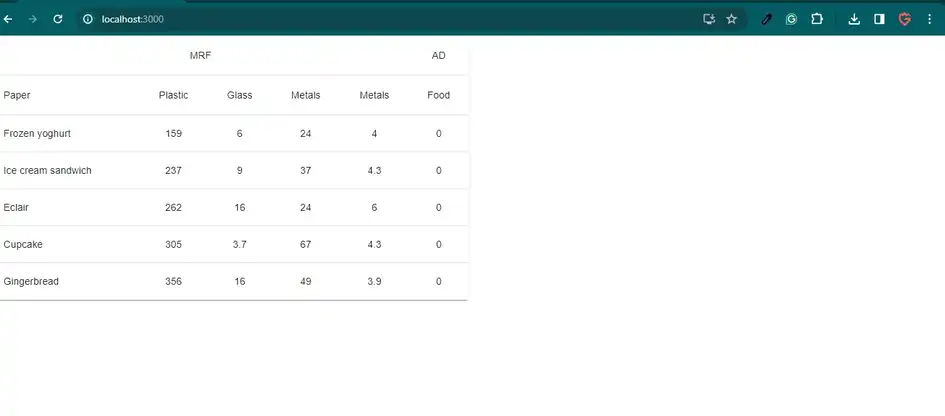 localhost:3000
MRF AD
Paper Plastic Glass Metals Metals Food
Frozen yoghurt 159 6 24 4 0
Ice cream sandwich 237 9 37 4.3 0
Eclair 262 16 24 6 0
Cupcake 305 3.7 67 4.3 0
Gingerbread 356 16 49 3.9 0